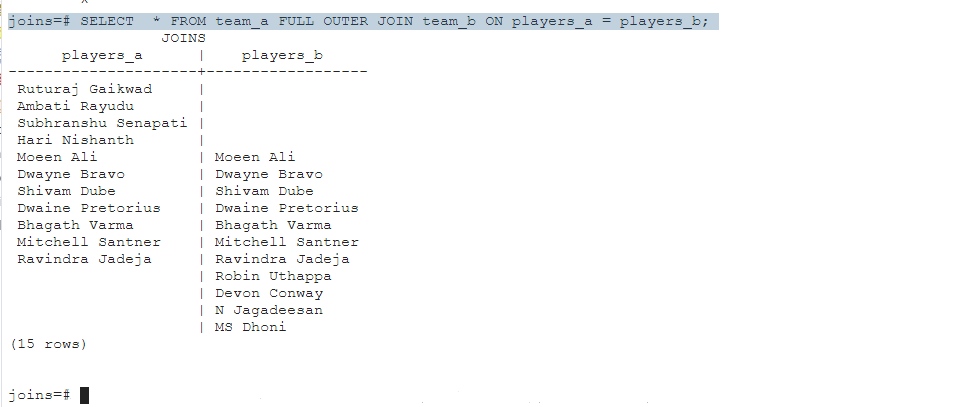 joins=# SELECT  * FROM team_a FULL OUTER JOIN team_b ON players_a = players_b;
JOINS
players_a | players_b
---------------------+------------------
Ruturaj Gaikwad |
Ambati Rayudu |
Subhranshu Senapati |
Hari Nishanth |
Moeen Ali | Moeen Ali
Dwayne Bravo | Dwayne Bravo
Shivam Dube | Shivam Dube
Dwaine Pretorius | Dwaine Pretorius
Bhagath Varma | Bhagath Varma
Mitchell Santner | Mitchell Santner
Ravindra Jadeja | Ravindra Jadeja
| Robin Uthappa
| Devon Conway
| N Jagadeesan
| MS Dhoni
(15 rows)
joins=#